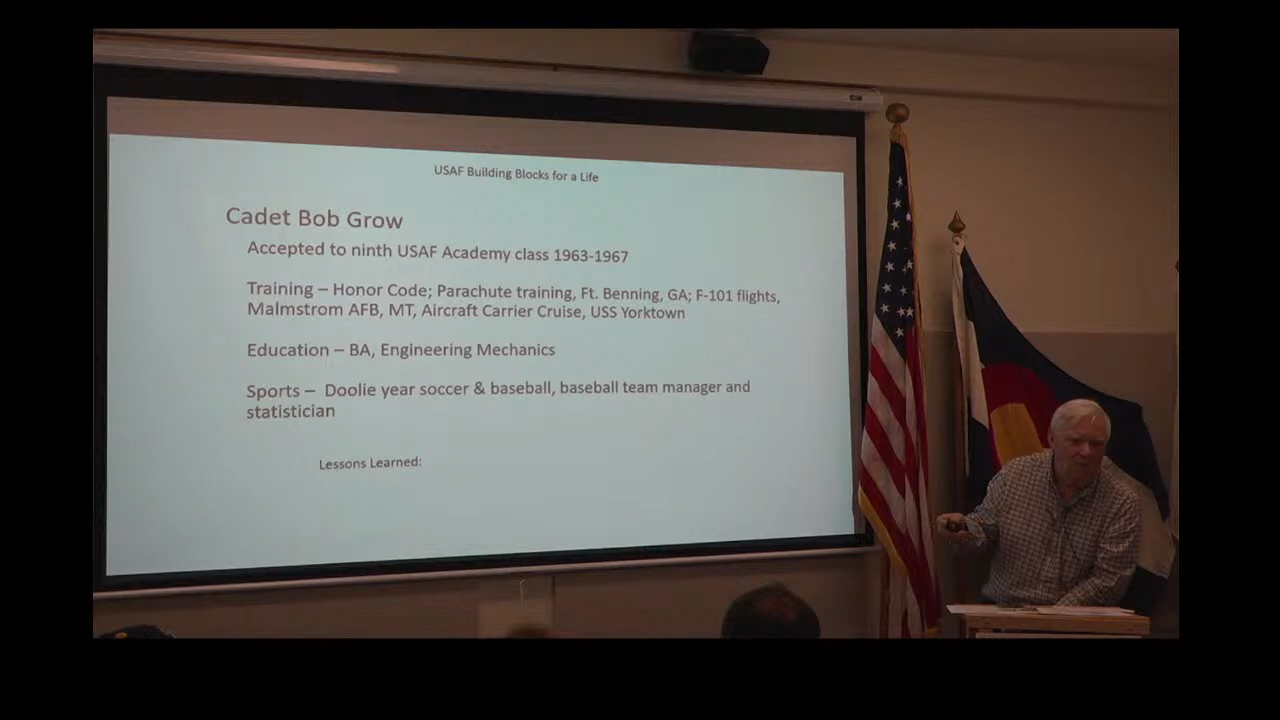 USAF Building Blocks for a Life
Cadet Bob Grow
Accepted to ninth USAF Academy class 1963-1967
Training – Honor Code; Parachute training, Ft. Benning, GA; F-101 flights,
Malmstrom AFB, MT, Aircraft Carrier Cruise, USS Yorktown
Education – BA, Engineering Mechanics
Sports –  Doolie year soccer & baseball, baseball team manager and
statistician
Lessons Learned: